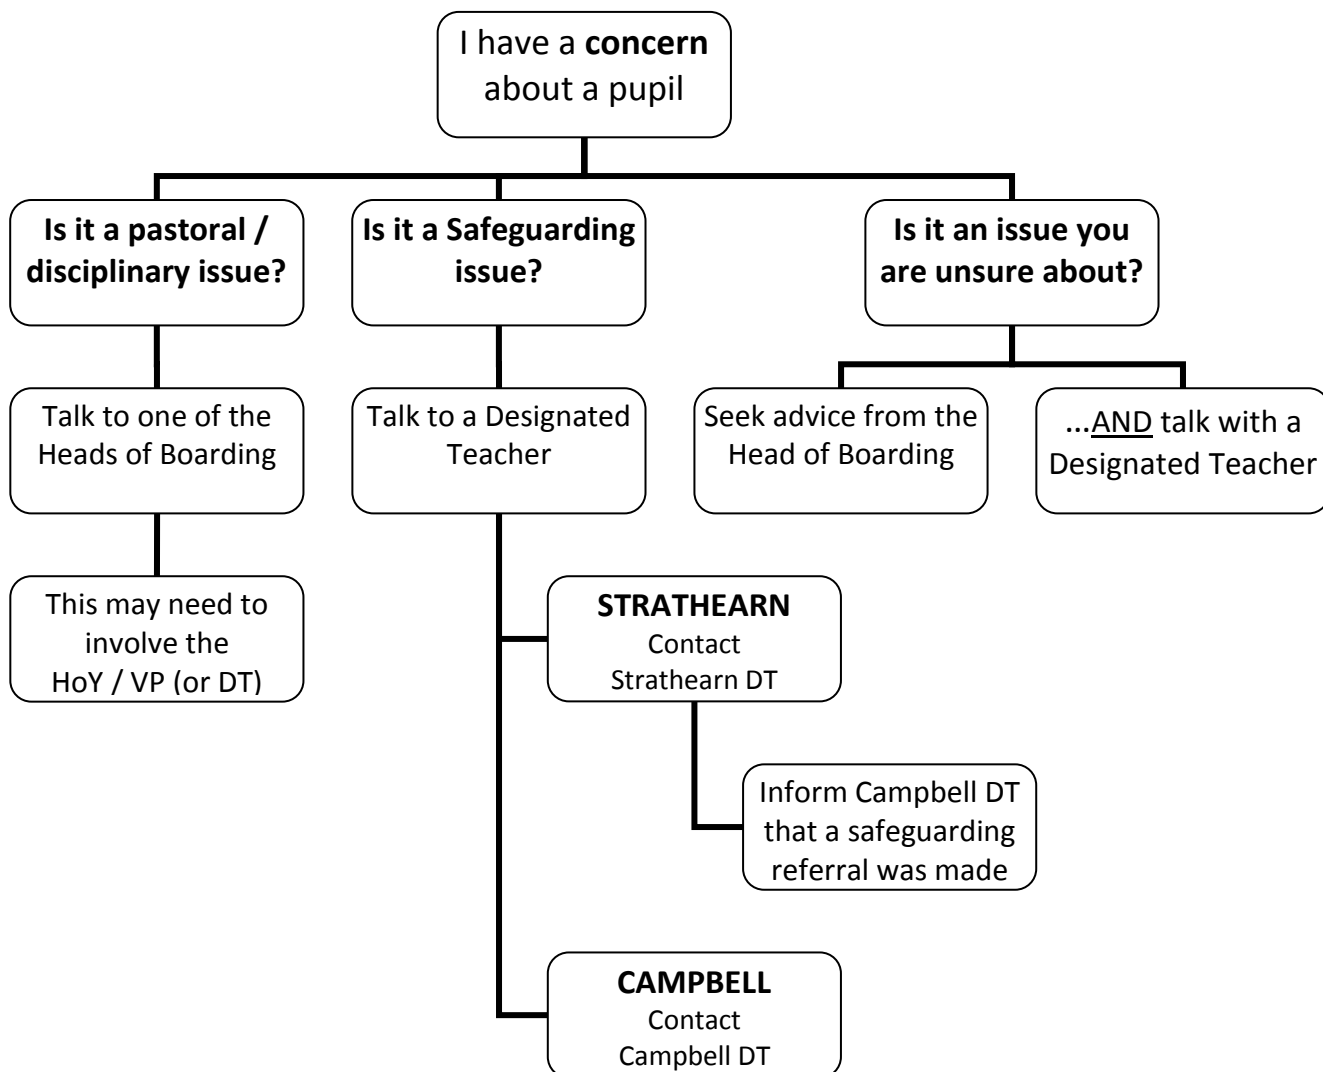 I have a concern
about a pupil
Is it a pastoral /
disciplinary issue?
Is it a Safeguarding
issue?
Is it an issue you
are unsure about?
Talk to one of the
Heads of Boarding
Talk to a Designated
Teacher
Seek advice from the
Head of Boarding
...AND talk with a
Designated Teacher
This may need to
involve the
HoY / VP (or DT)
STRATHEARN
Contact
Strathearn DT
Inform Campbell DT
that a safeguarding
referral was made
CAMPBELL
Contact
Campbell DT